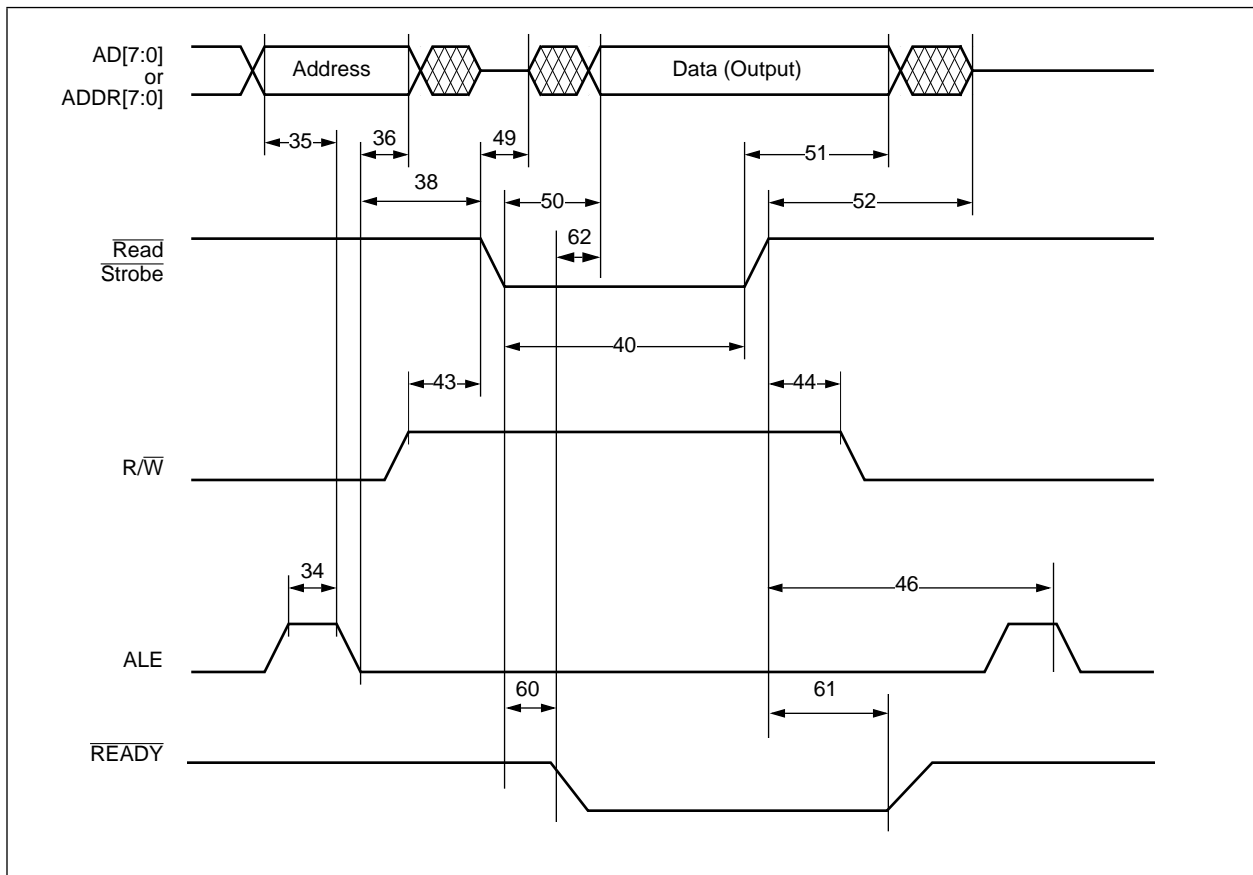 AD[7:0]
or
ADDR[7:0]
Address
Data (Output)
35
36
49
51
38
50
52
62
Read
Strobe
40
43
44
R/W
34
46
ALE
60
61
READY